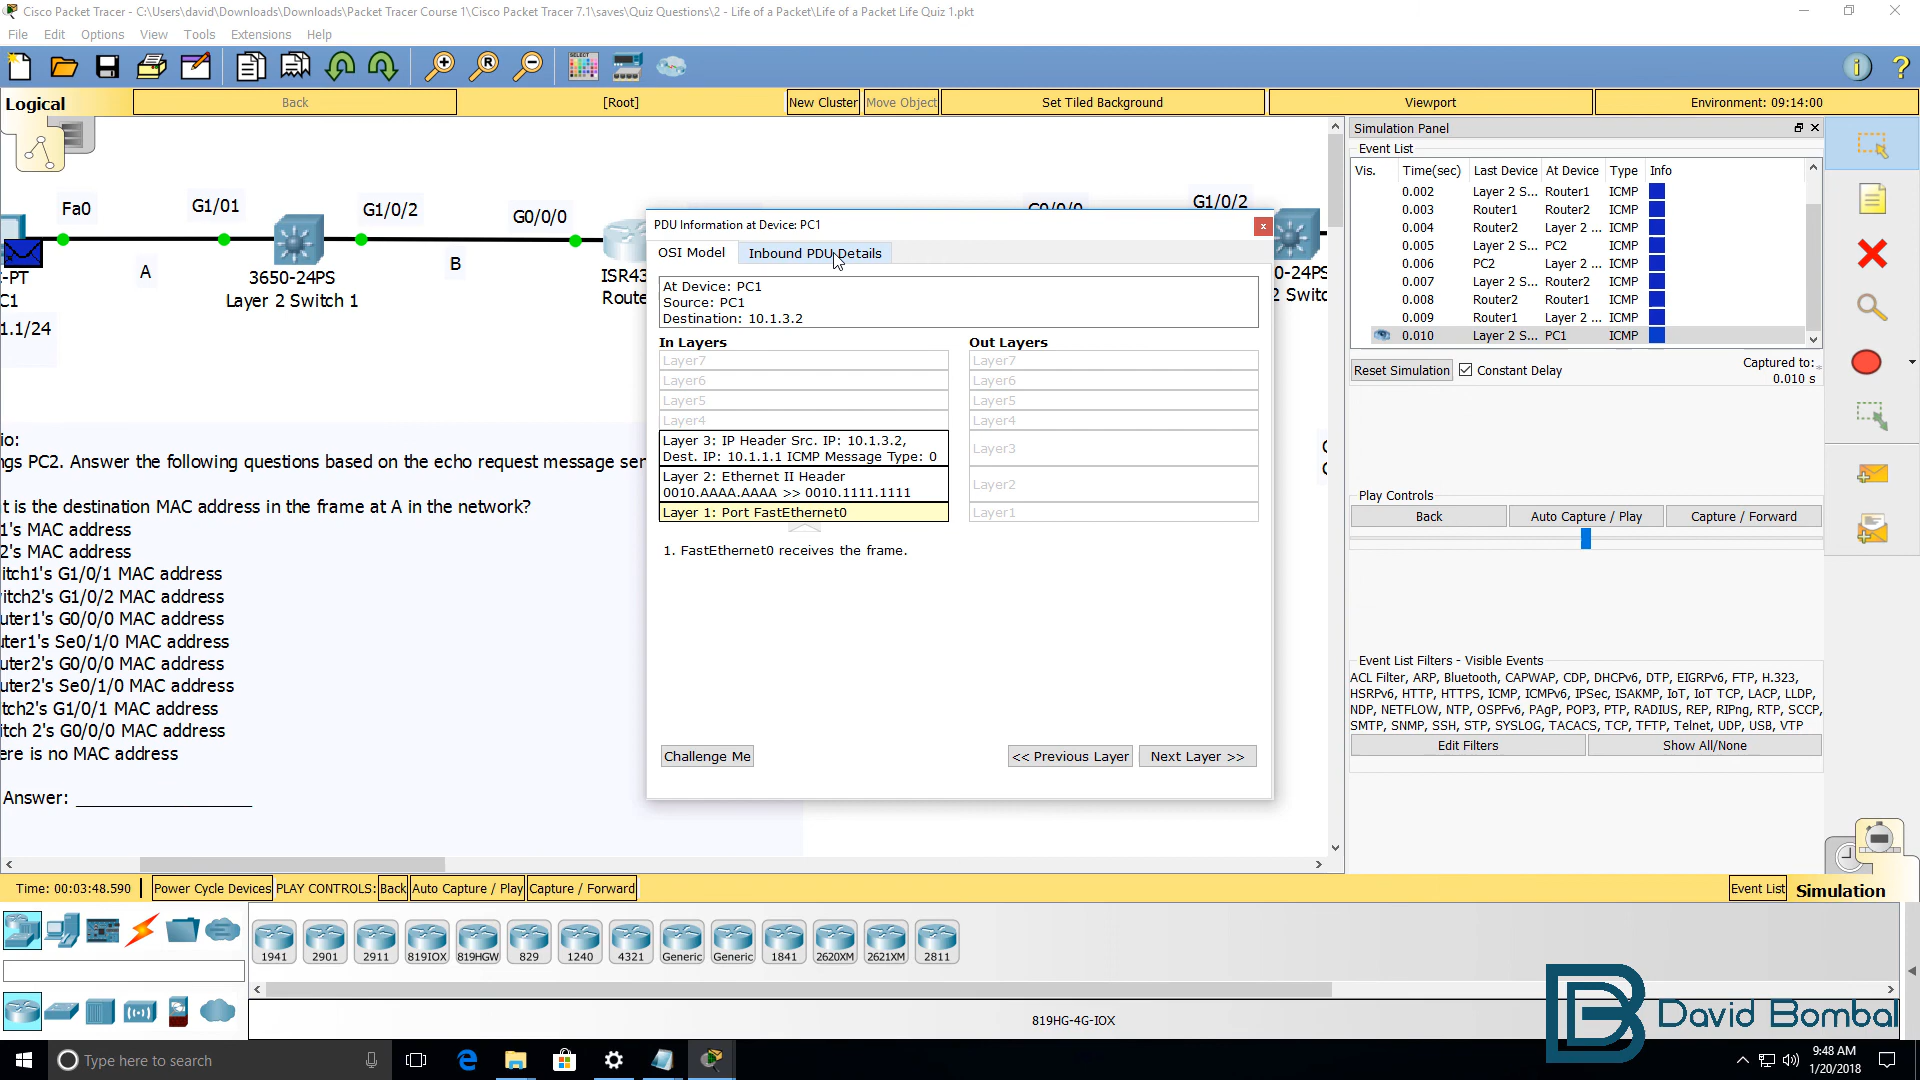 Cisco Packet Tracer - C:\Users\david\Downloads\Downloads\Packet Tracer Course 1\Cisco Packet Tracer 7.1\saves\Quiz Questions\2 - Life of a Packet\Life of a Packet Life Quiz 1.pkt
File Edit Options View Tools Extensions Help
Logical Back [Root] New Cluster Move Object Set Tiled Background Viewport Environment: 09:14:00
Fa0
G1/01
G1/0/2
G0/0/0
G0/0/0
G1/0/2
A
B
-PT
C1
1.1/24
3650-24PS
Layer 2 Switch 1
ISR43
Route
0-24PS
2 Switc
io:
ngs PC2. Answer the following questions based on the echo request message sen
t is the destination MAC address in the frame at A in the network?
1's MAC address
2's MAC address
itch1's G1/0/1 MAC address
itch2's G1/0/2 MAC address
uter1's G0/0/0 MAC address
uter1's Se0/1/0 MAC address
uter2's G0/0/0 MAC address
uter2's Se0/1/0 MAC address
tch2's G1/0/1 MAC address
itch 2's G0/0/0 MAC address
ere is no MAC address
Answer:
PDU Information at Device: PC1
OSI Model Inbound PDU Details
At Device: PC1
Source: PC1
Destination: 10.1.3.2
In Layers Out Layers
Layer7 Layer7
Layer6 Layer6
Layer5 Layer5
Layer4 Layer4
Layer 3: IP Header Src. IP: 10.1.3.2,
Dest. IP: 10.1.1.1 ICMP Message Type: 0
Layer3
Layer 2: Ethernet II Header
0010.AAAA.AAAA >> 0010.1111.1111
Layer2
Layer 1: Port FastEthernet0 Layer1
1. FastEthernet0 receives the frame.
Challenge Me << Previous Layer Next Layer >>
Simulation Panel
Event List
Vis. Time(sec) Last Device At Device Type Info
0.002 Layer 2 S... Router1 ICMP
0.003 Router1 Router2 ICMP
0.004 Router2 Layer 2 ... ICMP
0.005 Layer 2 S... PC2 ICMP
0.006 PC2 Layer 2 ... ICMP
0.007 Layer 2 S... Router2 ICMP
0.008 Router2 Router1 ICMP
0.009 Router1 Layer 2 ... ICMP
0.010 Layer 2 S... PC1 ICMP
Reset Simulation Constant Delay Captured to:
0.010 s
Play Controls
Back Auto Capture / Play Capture / Forward
Event List Filters - Visible Events
ACL Filter, ARP, Bluetooth, CAPWAP, CDP, DHCPv6, DTP, EIGRPv6, FTP, H.323,
HSRPv6, HTTP, HTTPS, ICMP, ICMPv6, IPSec, ISAKMP, IoT, IoT TCP, LACP, LLDP,
NDP, NETFLOW, NTP, OSPFv6, PAgP, POP3, PTP, RADIUS, REP, RIPng, RTP, SCCP,
SMTP, SNMP, SSH, STP, SYSLOG, TACACS, TCP, TFTP, Telnet, UDP, USB, VTP
Edit Filters Show All/None
Time: 00:03:48.590 Power Cycle Devices PLAY CONTROLS: Back Auto Capture / Play Capture / Forward Event List Simulation
1941 2901 2911 819IOX 819HGW 829 1240 4321 Generic Generic 1841 2620XM 2621XM 2811
819HG-4G-IOX
David Bombal
Type here to search
9:48 AM
1/20/2018